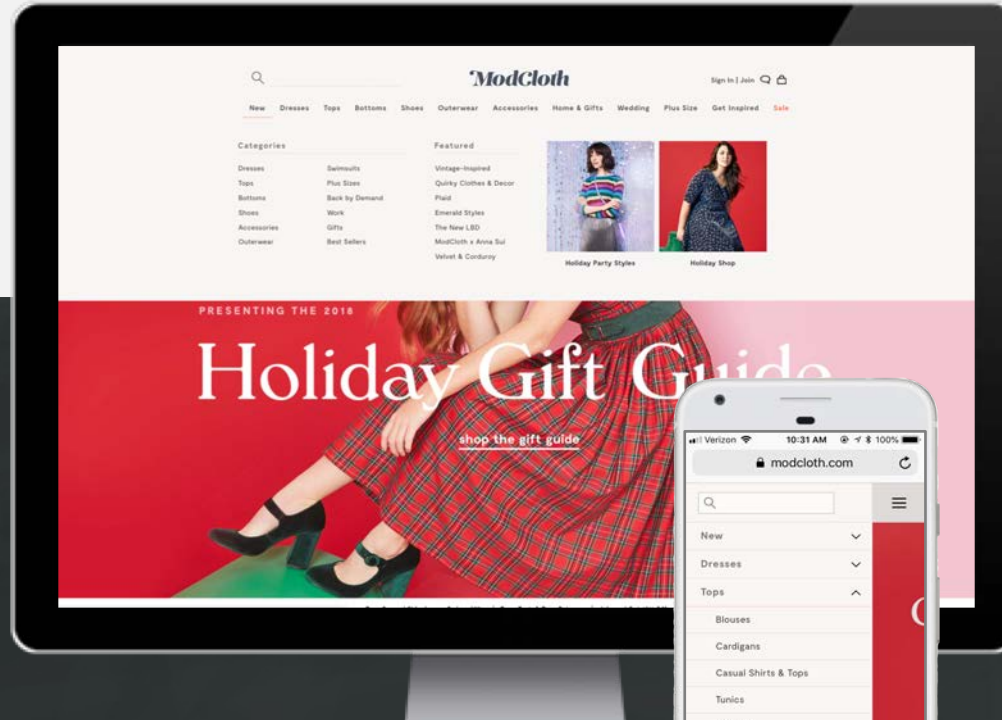 ModCloth
Sign In | Join
New Dresses Tops Bottoms Shoes Outerwear Accessories Home & Gifts Wedding Plus Size Get Inspired Sale
Categories
Dresses
Tops
Bottoms
Shoes
Accessories
Outerwear
Swimsuits
Plus Sizes
Back by Demand
Work
Gifts
Best Sellers
Featured
Vintage-Inspired
Quirky Clothes & Decor
Plaid
Emerald Styles
The New LBD
ModCloth x Anna Sui
Velvet & Corduroy
Holiday Party Styles
Holiday Shop
PRESENTING THE 2018
Holiday Gift Guide
shop the gift guide
Verizon 10:31 AM 100%
modcloth.com
New
Dresses
Tops
Blouses
Cardigans
Casual Shirts & Tops
Tunics